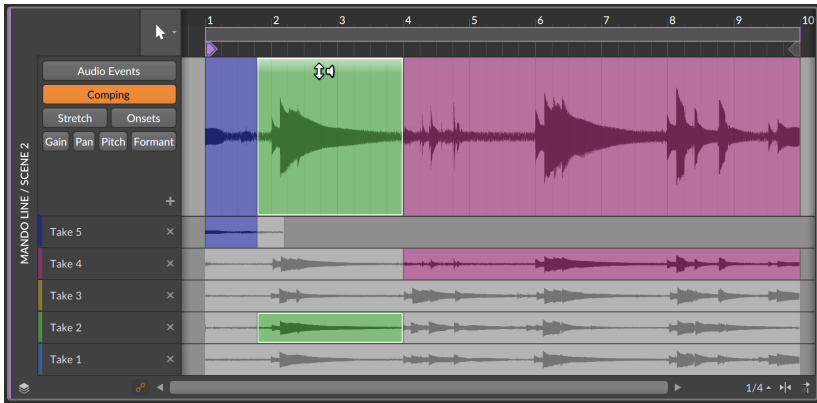 1 2 3 4 5 6 7 8 9 10
Audio Events
Comping
Stretch Onsets
Gain Pan Pitch Formant
+
MANDO LINE / SCENE 2
Take 5 ×
Take 4 ×
Take 3 ×
Take 2 ×
Take 1 ×
1/4